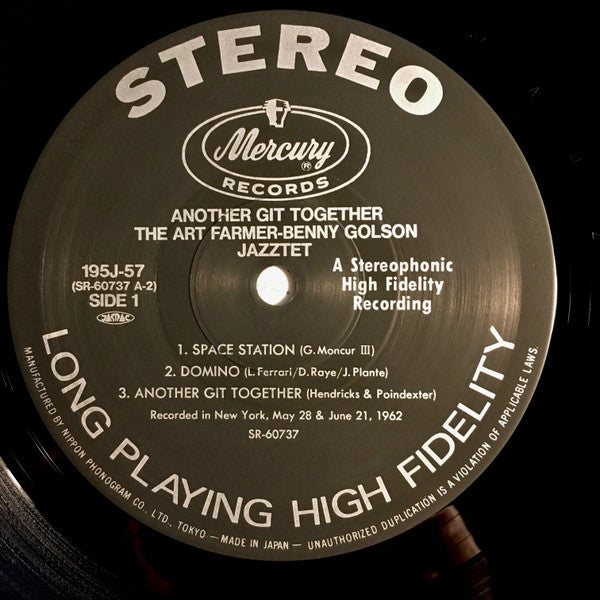 STEREO
Mercury
®
RECORDS
ANOTHER GIT TOGETHER
THE ART FARMER-BENNY GOLSON
JAZZTET
195J-57
(SR-60737 A-2)
SIDE 1
JASRAC
A Stereophonic
High Fidelity
Recording
1. SPACE STATION (G. Moncur III)
2. DOMINO (L. Ferrari/D. Raye/J. Plante)
3. ANOTHER GIT TOGETHER (Hendricks & Poindexter)
Recorded in New York, May 28 & June 21, 1962
SR-60737
LONG PLAYING HIGH FIDELITY
MANUFACTURED BY NIPPON PHONOGRAM CO., LTD., TOKYO — MADE IN JAPAN — UNAUTHORIZED DUPLICATION IS A VIOLATION OF APPLICABLE LAWS.